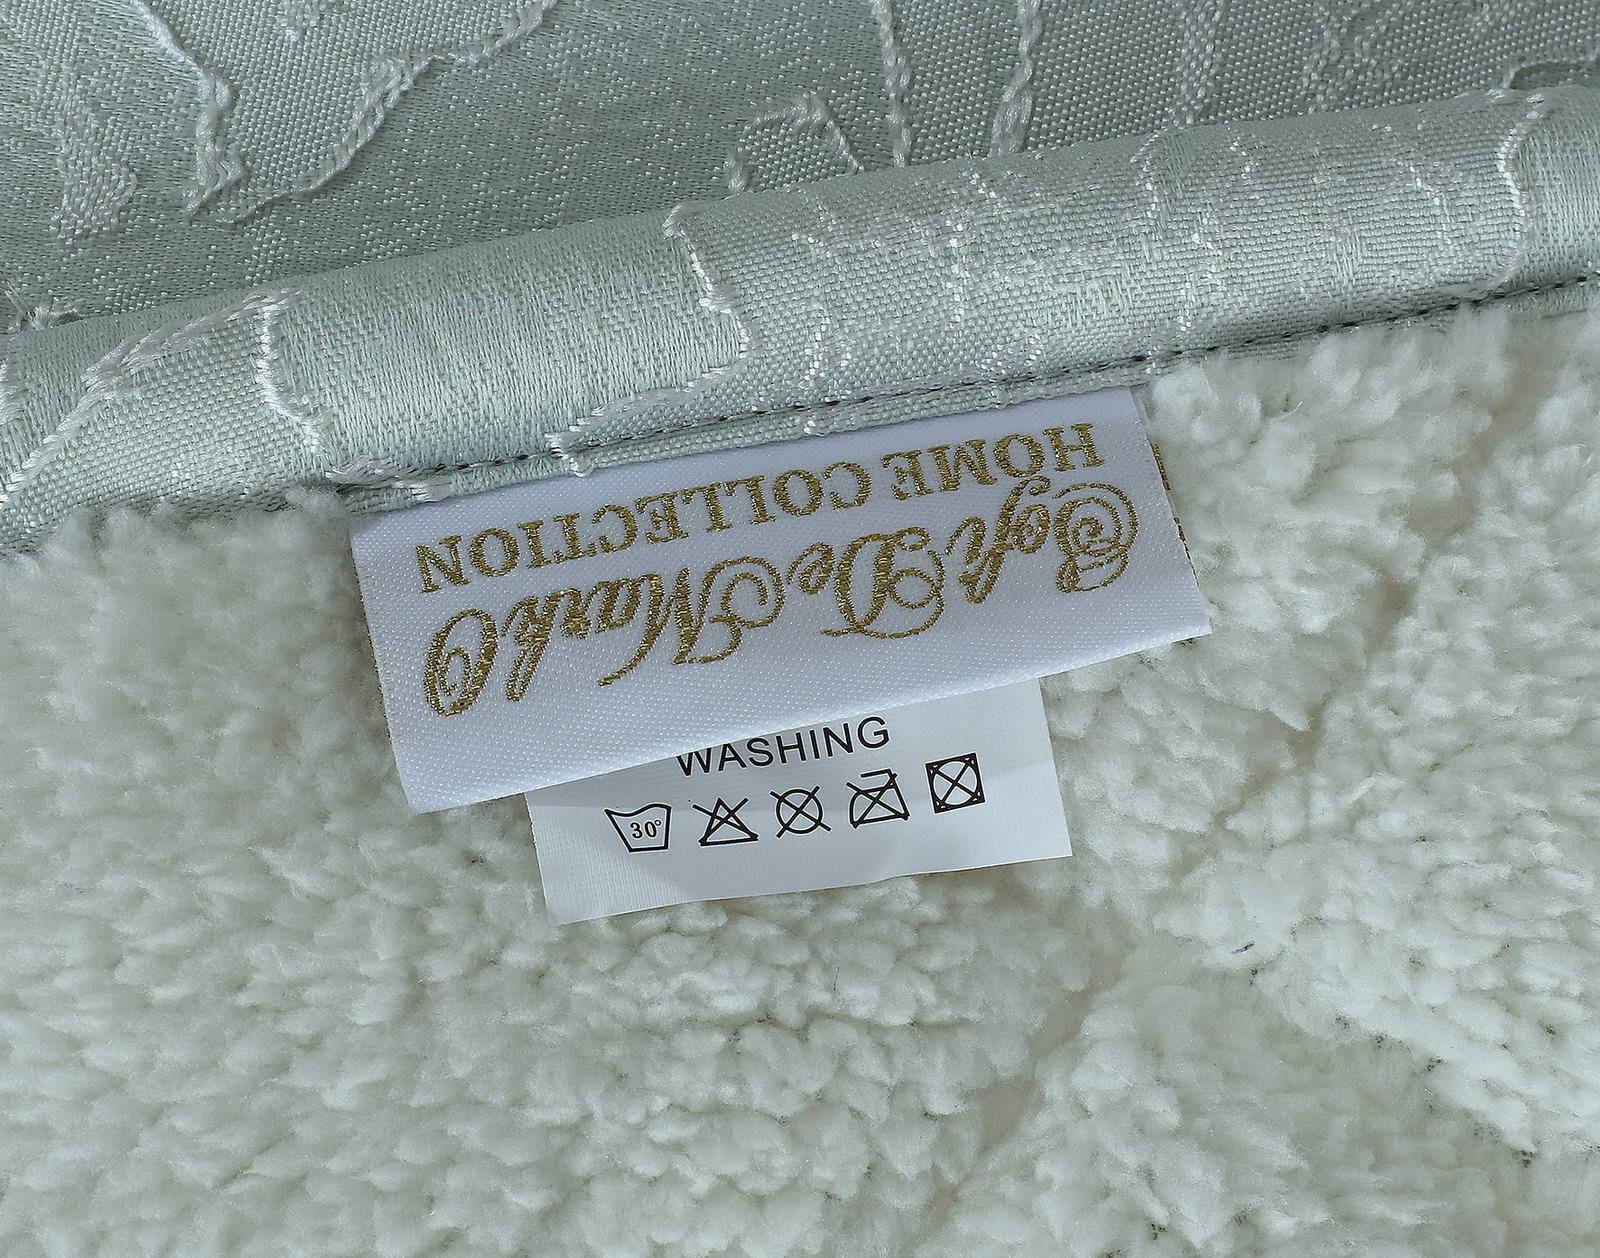 Sofi De MarkO
HOME COLLECTION
WASHING
30°